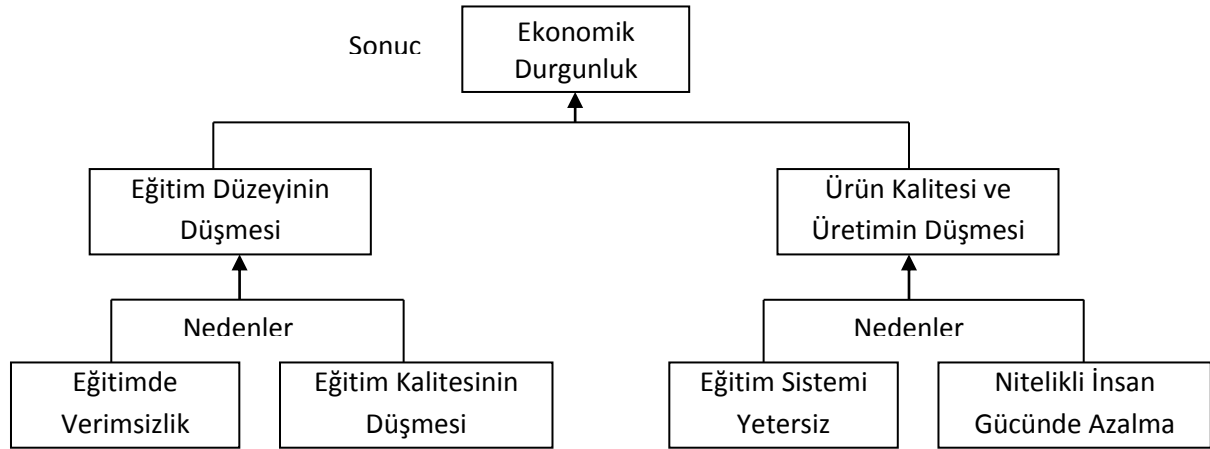 Sonuc
Ekonomik
Durgunluk
Eğitim Düzeyinin
Düşmesi
Ürün Kalitesi ve
Üretimin Düşmesi
Nedenler
Nedenler
Eğitimde
Verimsizlik
Eğitim Kalitesinin
Düşmesi
Eğitim Sistemi
Yetersiz
Nitelikli İnsan
Gücünde Azalma